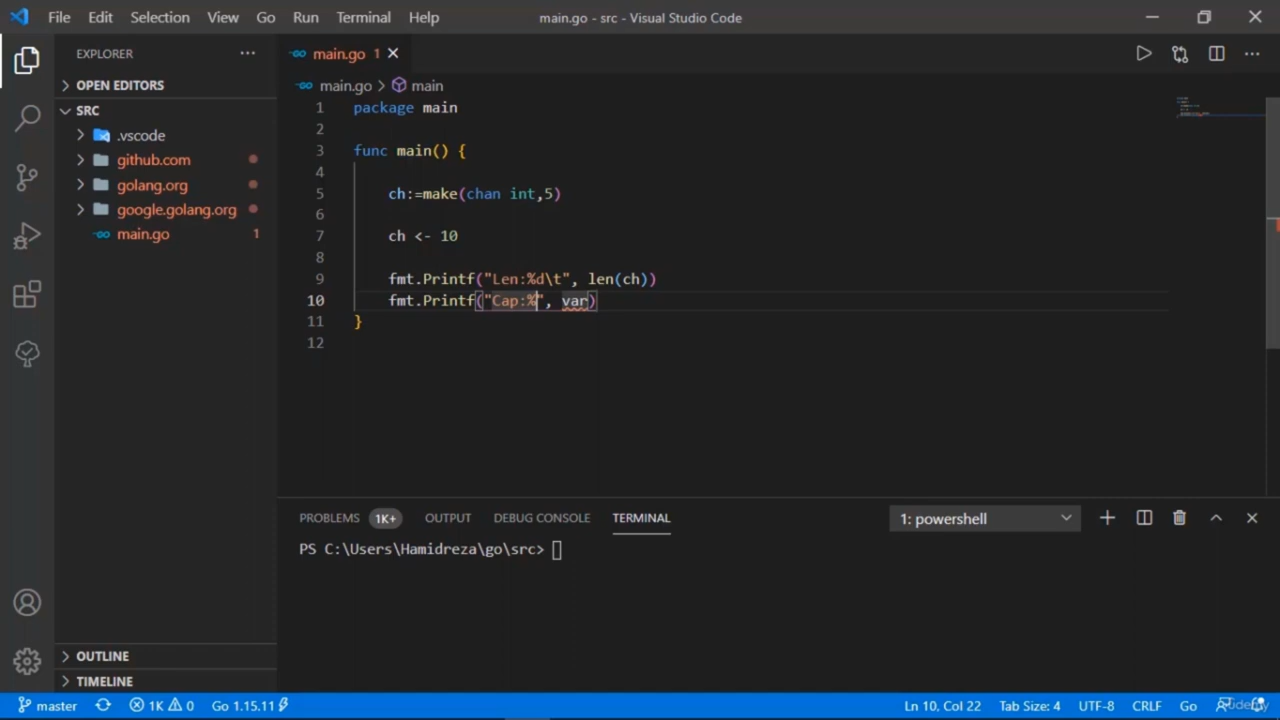 File Edit Selection View Go Run Terminal Help main.go - src - Visual Studio Code
EXPLORER
OPEN EDITORS
SRC
.vscode
github.com
golang.org
google.golang.org
main.go 1
OUTLINE
TIMELINE
main.go 1
main.go > main
1 package main
2
3 func main() {
4
5 ch:=make(chan int,5)
6
7 ch <- 10
8
9 fmt.Printf("Len:%d\t", len(ch))
10 fmt.Printf("Cap:%", var)
11 }
12
PROBLEMS 1K+ OUTPUT DEBUG CONSOLE TERMINAL 1: powershell
PS C:\Users\Hamidreza\go\src>
master 1K 0 Go 1.15.11 Ln 10, Col 22 Tab Size: 4 UTF-8 CRLF Go
Udemy